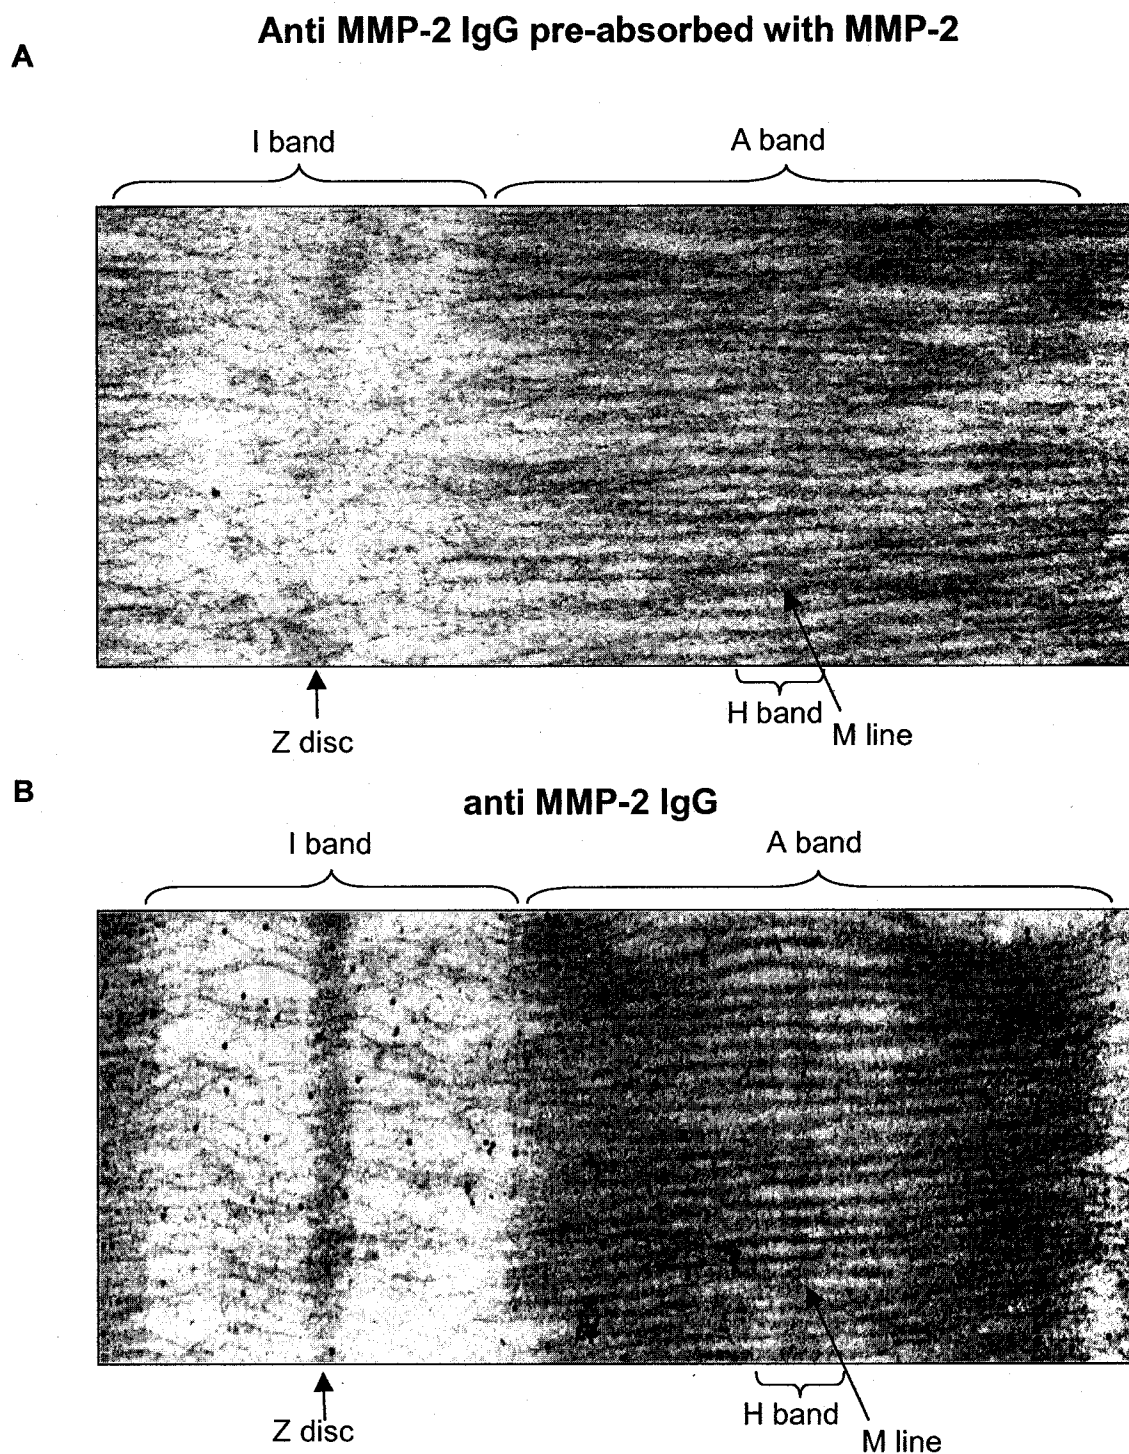 Anti MMP-2 IgG pre-absorbed with MMP-2
A
I band
A band
H band
M line
Z disc
B
anti MMP-2 IgG
I band
A band
H band
Z disc
M line